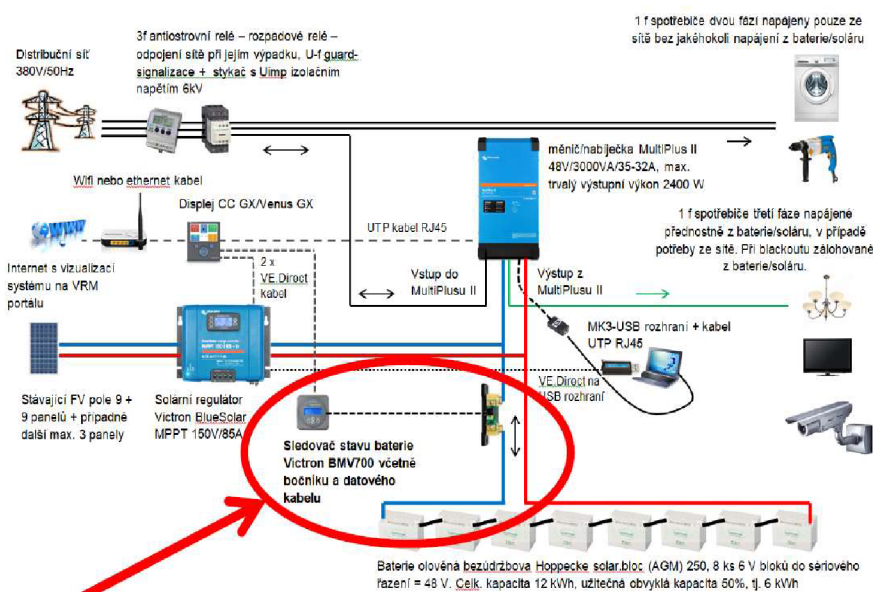 Distribuční síť
380V/50Hz
3f antiostrovní relé – rozpadové relé –
odpojení sítě při jejím výpadku, U-f guard-
signalizace + stykač s Uimp izolačním
napětím 6kV
1 f spotřebiče dvou fází napájeny pouze ze
sítě bez jakéhokoli napájení z baterie/soláru
měnič/nabíječka MultiPlus II
48V/3000VA/35-32A, max.
trvalý výstupní výkon 2400 W
Wifi nebo ethernet kabel
Displej CC GX/Venus GX
UTP kabel RJ45
1 f spotřebiče třetí fáze napájené
přednostně z baterie/soláru, v případě
potřeby ze sítě. Při blackoutu zálohované
z baterie/soláru.
WWW
Internet s vizualizací
systému na VRM
portálu
2 x
VE.Direct
kabel
Vstup do
MultiPlusu II
Výstup z
MultiPlusu II
MK3-USB rozhraní + kabel
UTP RJ45
VE.Direct na
USB rozhraní
Stávající FV pole 9 +
9 panelů + případné
další max. 3 panely
Solární regulátor
Victron BlueSolar
MPPT 150V/85A
Sledovač stavu baterie
Victron BMV700 včetně
bočníku a datového
kabelu
Baterie olověná bezúdržbova Hoppecke solar.bloc (AGM) 250, 8 ks 6 V bloků do sériového
řazení = 48 V. Celk. kapacita 12 kWh, užitečná obvyklá kapacita 50%, tj. 6 kWh